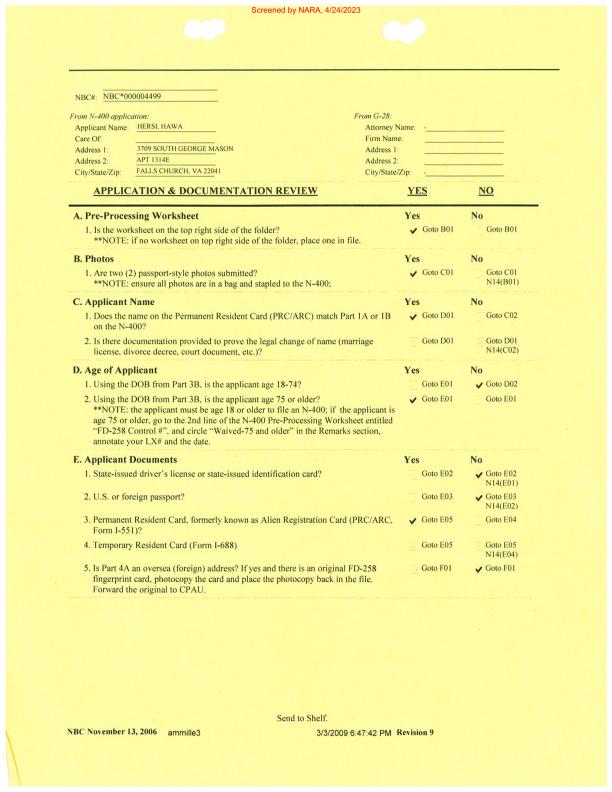 Screened by NARA, 4/24/2023
NBC#: NBC*000004499
From N-400 application: From G-28:
Applicant Name: HERSI, HAWA Attorney Name: -
Care Of: Firm Name:
Address 1: 3709 SOUTH GEORGE MASON Address 1:
Address 2: APT 1314E Address 2:
City/State/Zip: FALLS CHURCH, VA 22041 City/State/Zip: -
APPLICATION & DOCUMENTATION REVIEW YES NO
A. Pre-Processing Worksheet Yes No
1. Is the worksheet on the top right side of the folder? ✓ Goto B01 Goto B01
**NOTE: if no worksheet on top right side of the folder, place one in file.
B. Photos Yes No
1. Are two (2) passport-style photos submitted? ✓ Goto C01 Goto C01
**NOTE: ensure all photos are in a bag and stapled to the N-400; N14(B01)
C. Applicant Name Yes No
1. Does the name on the Permanent Resident Card (PRC/ARC) match Part 1A or 1B ✓ Goto D01 Goto C02
on the N-400?
2. Is there documentation provided to prove the legal change of name (marriage Goto D01 Goto D01
license, divorce decree, court document, etc.)? N14(C02)
D. Age of Applicant Yes No
1. Using the DOB from Part 3B, is the applicant age 18-74? Goto E01 ✓ Goto D02
2. Using the DOB from Part 3B, is the applicant age 75 or older? ✓ Goto E01 Goto E01
**NOTE: the applicant must be age 18 or older to file an N-400; if the applicant is
age 75 or older, go to the 2nd line of the N-400 Pre-Processing Worksheet entitled
"FD-258 Control #", and circle "Waived-75 and older" in the Remarks section,
annotate your LX# and the date.
E. Applicant Documents Yes No
1. State-issued driver's license or state-issued identification card? Goto E02 ✓ Goto E02
N14(E01)
2. U.S. or foreign passport? Goto E03 ✓ Goto E03
N14(E02)
3. Permanent Resident Card, formerly known as Alien Registration Card (PRC/ARC, ✓ Goto E05 Goto E04
Form I-551)?
4. Temporary Resident Card (Form I-688) Goto E05 Goto E05
N14(E04)
5. Is Part 4A an oversea (foreign) address? If yes and there is an original FD-258 Goto F01 ✓ Goto F01
fingerprint card, photocopy the card and place the photocopy back in the file.
Forward the original to CPAU.
Send to Shelf.
NBC November 13, 2006 ammille3 3/3/2009 6:47:42 PM Revision 9